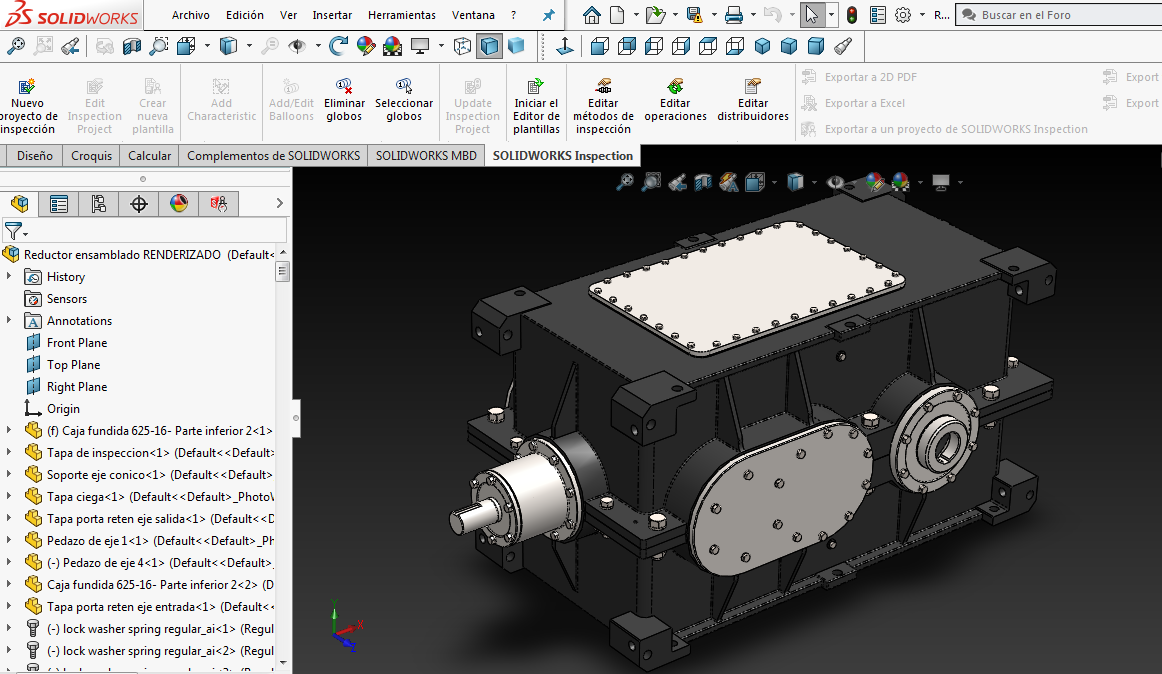 SOLIDWORKS
Archivo Edición Ver Insertar Herramientas Ventana ?
R... Buscar en el Foro
Nuevo proyecto de inspección
Edit Inspection Project
Crear nueva plantilla
Add Characteristic
Add/Edit Balloons
Eliminar globos
Seleccionar globos
Update Inspection Project
Iniciar el Editor de plantillas
Editar métodos de inspección
Editar operaciones
Editar distribuidores
Exportar a 2D PDF
Exportar a Excel
Exportar a un proyecto de SOLIDWORKS Inspection
Export
Export
Diseño Croquis Calcular Complementos de SOLIDWORKS SOLIDWORKS MBD SOLIDWORKS Inspection
Reductor ensamblado RENDERIZADO (Default<
History
Sensors
A Annotations
Front Plane
Top Plane
Right Plane
Origin
(f) Caja fundida 625-16- Parte inferior 2<1>
Tapa de inspeccion<1> (Default<<Default>
Soporte eje conico<1> (Default<<Default>
Tapa ciega<1> (Default<<Default>_PhotoW
Tapa porta reten eje salida<1> (Default<<D
Pedazo de eje 1<1> (Default<<Default>_Ph
(-) Pedazo de eje 4<1> (Default<<Default>_
Caja fundida 625-16- Parte inferior 2<2> (D
Tapa porta reten eje entrada<1> (Default<<
(-) lock washer spring regular_ai<1> (Regul
(-) lock washer spring regular_ai<2> (Regul
Y
X
Z